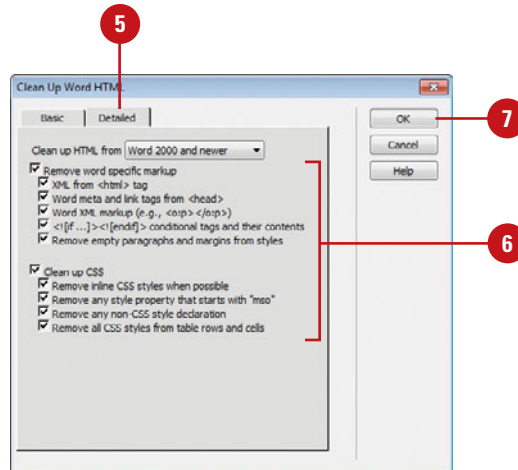 5
Clean Up Word HTML
Basic Detailed
OK
7
Cancel
Help
Clean up HTML from Word 2000 and newer
Remove word specific markup
XML from <html> tag
Word meta and link tags from <head>
Word XML markup (e.g., <o:p> </o:p>)
<![if ...]><![endif]> conditional tags and their contents
Remove empty paragraphs and margins from styles
6
Clean up CSS
Remove inline CSS styles when possible
Remove any style property that starts with "mso"
Remove any non-CSS style declaration
Remove all CSS styles from table rows and cells